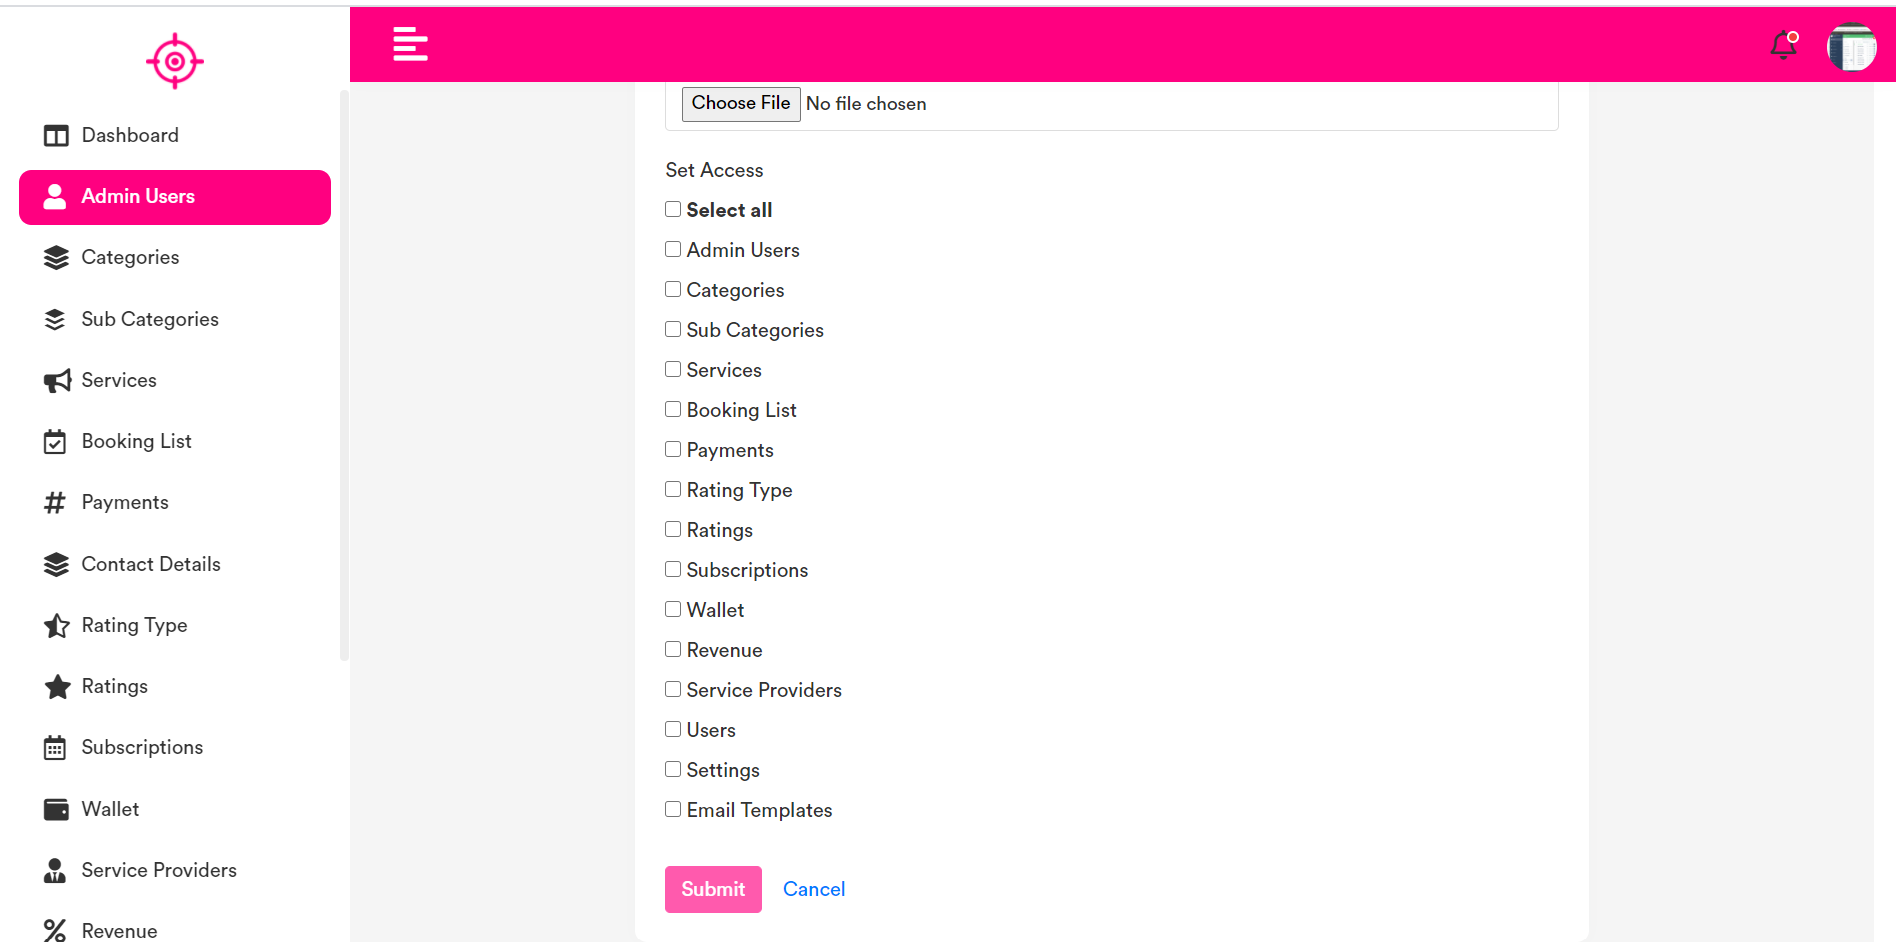 Dashboard
Admin Users
Categories
Sub Categories
Services
Booking List
Payments
Contact Details
Rating Type
Ratings
Subscriptions
Wallet
Service Providers
Revenue
Choose File No file chosen
Set Access
Select all
Admin Users
Categories
Sub Categories
Services
Booking List
Payments
Rating Type
Ratings
Subscriptions
Wallet
Revenue
Service Providers
Users
Settings
Email Templates
Submit Cancel